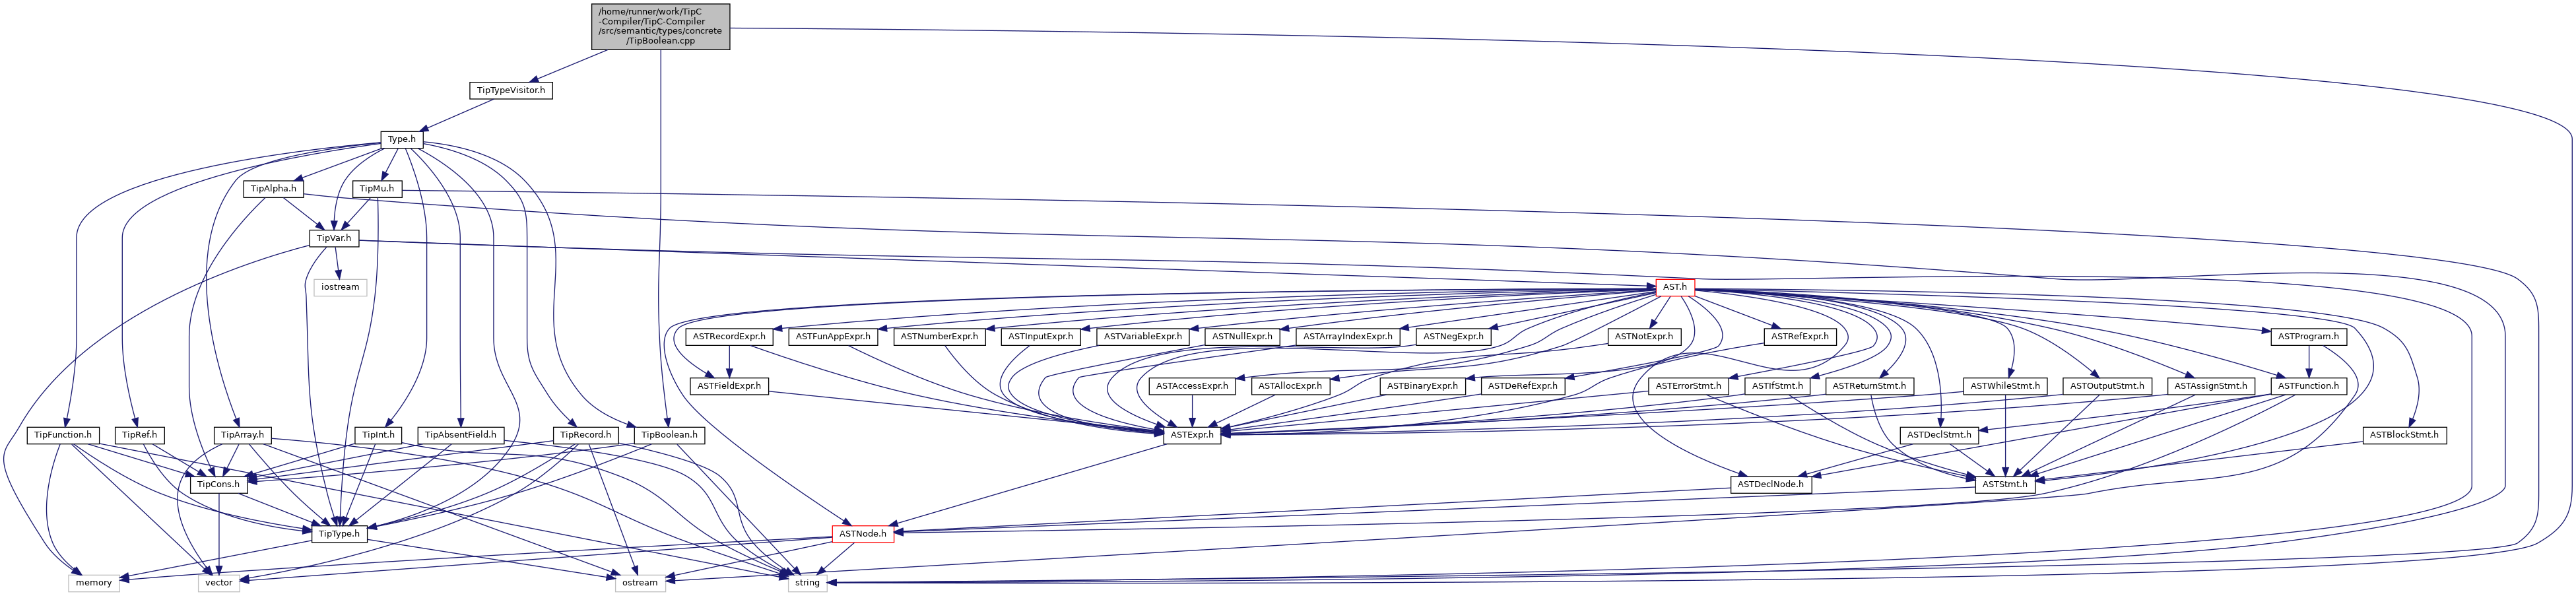 /home/runner/work/TipC
-Compiler/TipC-Compiler
/src/semantic/types/concrete
/TipBoolean.cpp
TipTypeVisitor.h
Type.h
TipAlpha.h
TipMu.h
TipVar.h
iostream
AST.h
ASTRecordExpr.h
ASTFunAppExpr.h
ASTNumberExpr.h
ASTInputExpr.h
ASTVariableExpr.h
ASTNullExpr.h
ASTArrayIndexExpr.h
ASTNegExpr.h
ASTNotExpr.h
ASTRefExpr.h
ASTProgram.h
ASTFieldExpr.h
ASTAccessExpr.h
ASTAllocExpr.h
ASTBinaryExpr.h
ASTDeRefExpr.h
ASTErrorStmt.h
ASTIfStmt.h
ASTReturnStmt.h
ASTWhileStmt.h
ASTOutputStmt.h
ASTAssignStmt.h
ASTFunction.h
TipFunction.h
TipRef.h
TipArray.h
TipInt.h
TipAbsentField.h
TipRecord.h
TipBoolean.h
ASTExpr.h
ASTDeclStmt.h
ASTBlockStmt.h
TipCons.h
ASTDeclNode.h
ASTStmt.h
TipType.h
ASTNode.h
memory
vector
ostream
string